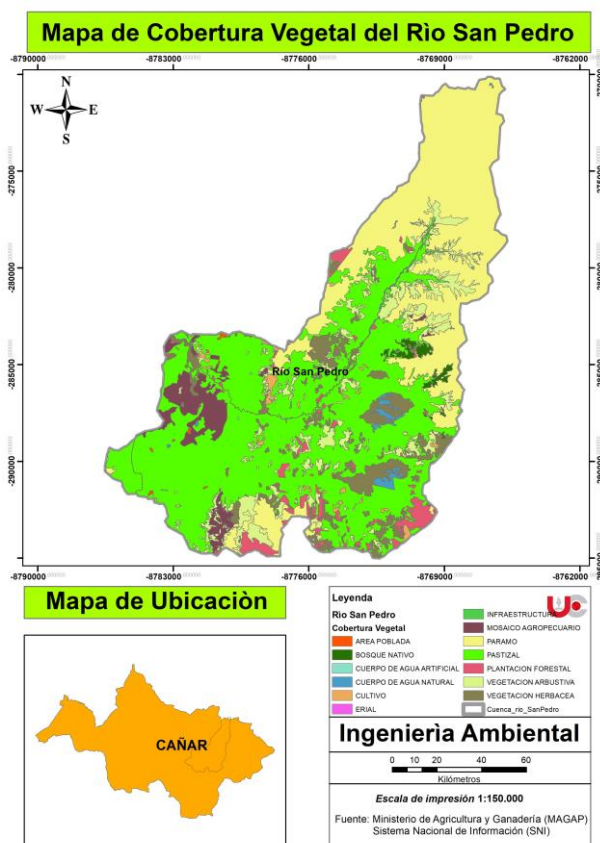 Mapa de Cobertura Vegetal del Rìo San Pedro
-8790000 -8783000 -8776000 -8769000 -8762000
N
W E
S
-275000
-280000
-285000
-290000
Río San Pedro
-8790000 -8783000 -8776000 -8769000 -8762000
Mapa de Ubicaciòn
CAÑAR
Leyenda
Rìo San Pedro
Cobertura Vegetal
AREA POBLADA
BOSQUE NATIVO
CUERPO DE AGUA ARTIFICIAL
CUERPO DE AGUA NATURAL
CULTIVO
ERIAL
INFRAESTRUCTURA
MOSAICO AGROPECUARIO
PARAMO
PASTIZAL
PLANTACION FORESTAL
VEGETACION ARBUSTIVA
VEGETACION HERBACEA
Cuenca_rio_SanPedro
Ingenierìa Ambiental
0 10 20 40 60
Kilómetros
Escala de impresión 1:150.000
Fuente: Ministerio de Agricultura y Ganadería (MAGAP)
Sistema Nacional de Información (SNI)